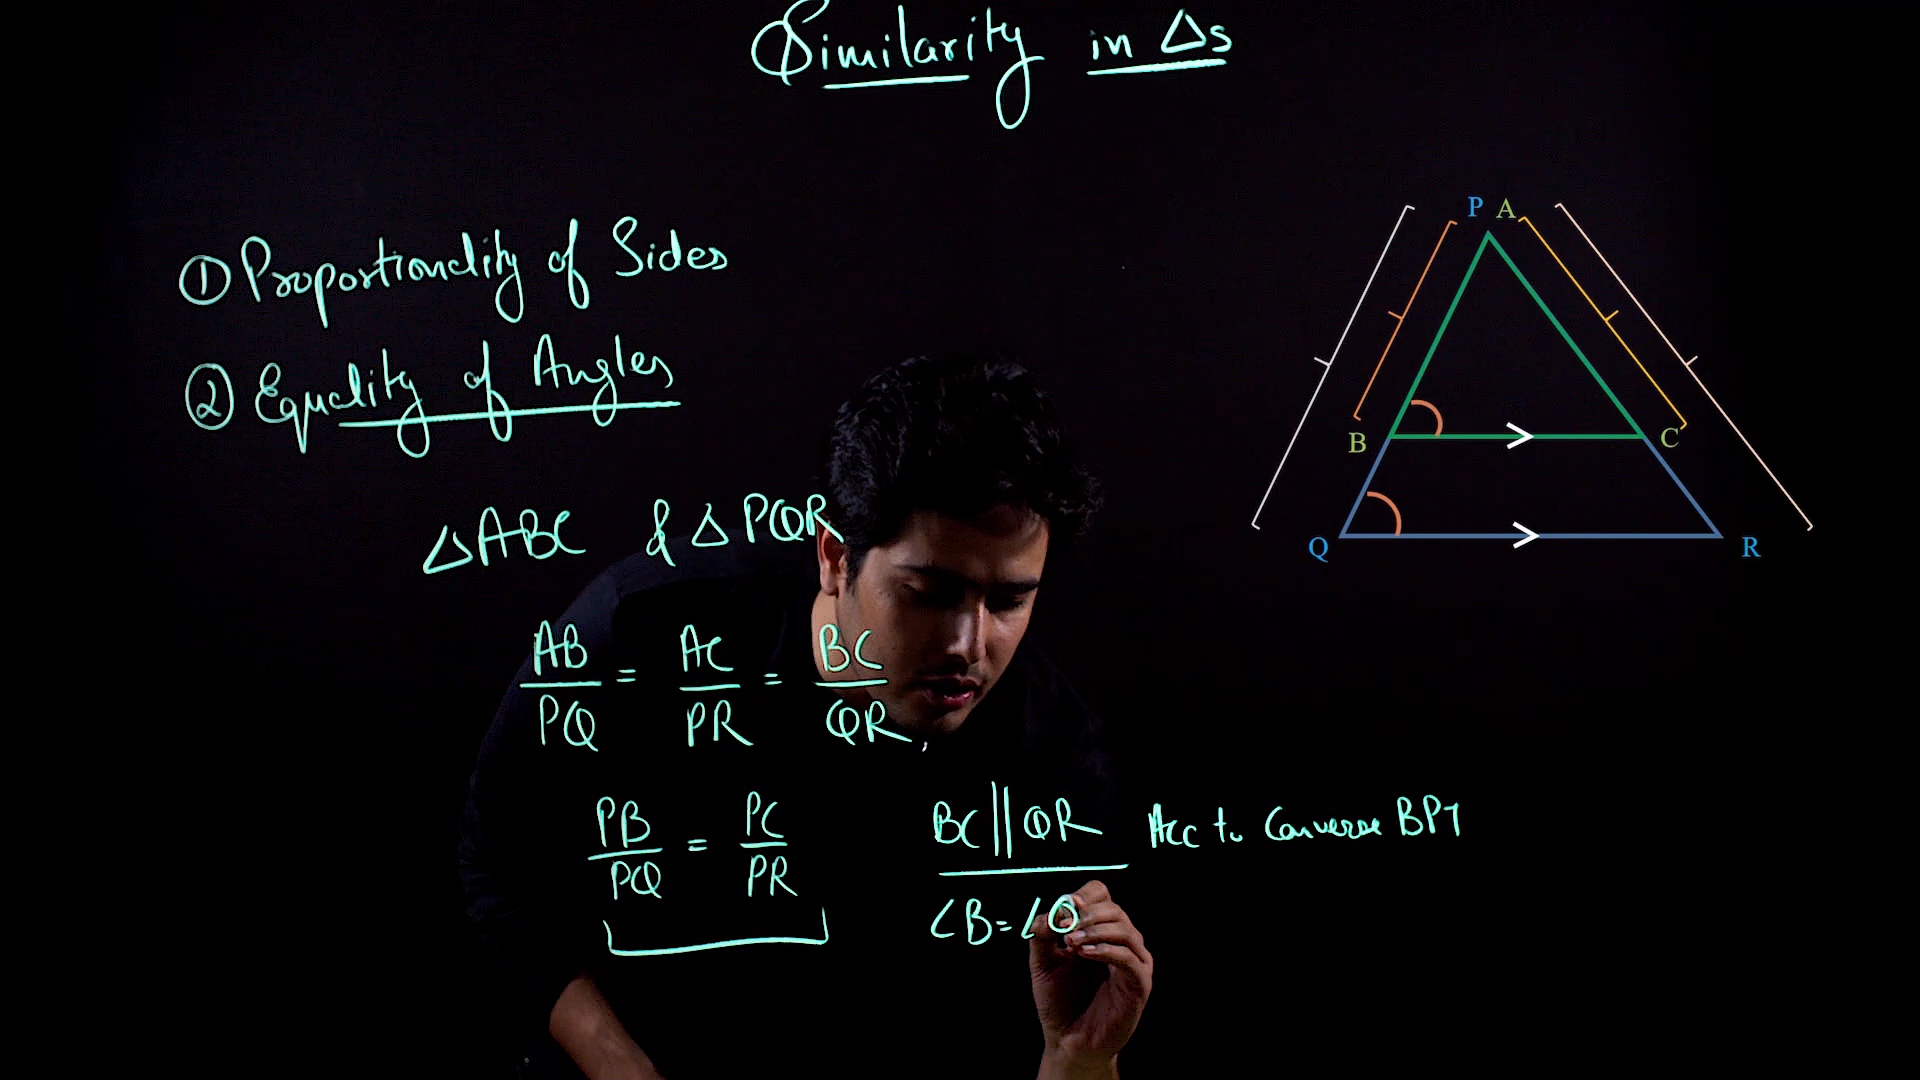 Similarity in Δs
① Proportionality of Sides
② Equality of Angles
P A
B
C
Q
R
ΔABC & ΔPQR
AB/PQ = AC/PR = BC/QR,
PB/PQ = PC/PR
BC || QR Acc to Converse BPT
∠B=∠Q